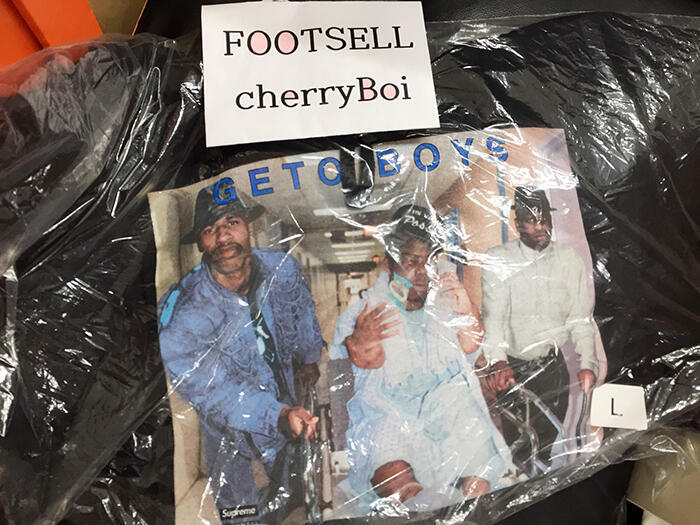 FOOTSELL
cherryBoi
GETO BOYS
L
Supreme